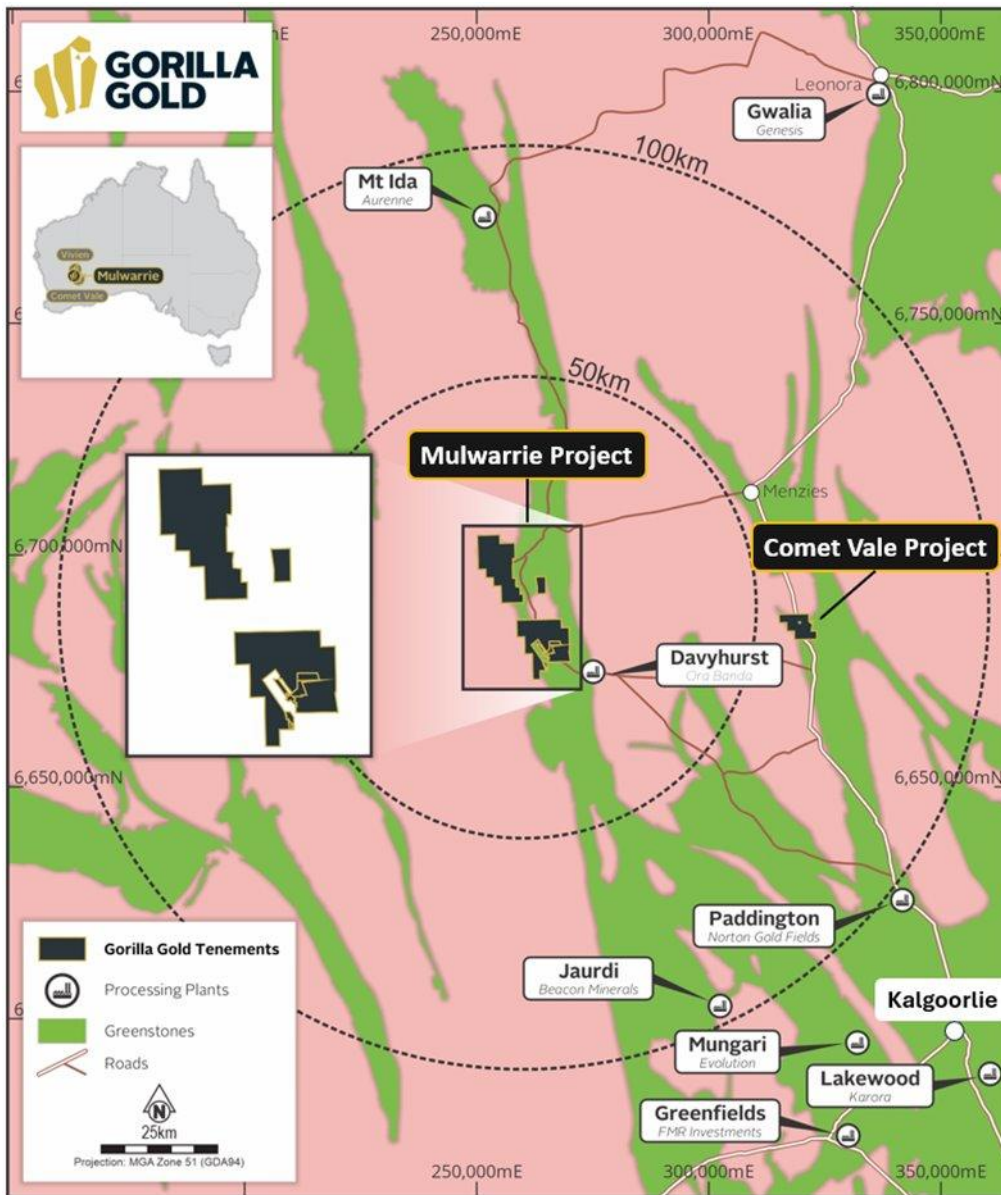 GORILLA
GOLD
250,000mE
300,000mE
350,000mE
Leonora
6,800,000mN
Gwalia
Genesis
100km
Mt Ida
Aurenne
Vivien
Mulwarrie
Comet Vale
6,750,000mN
50km
Mulwarrie Project
Menzies
6,700,000mN
Comet Vale Project
Davyhurst
Ora Banda
6,650,000mN
6,650,000mN
Paddington
Norton Gold Fields
Jaurdi
Beacon Minerals
Kalgoorlie
Mungari
Evolution
Lakewood
Karora
Greenfields
FMR Investments
Gorilla Gold Tenements
Processing Plants
Greenstones
Roads
N
25km
Projection: MGA Zone 51 (GDA94)
250,000mE
300,000mE
350,000mE